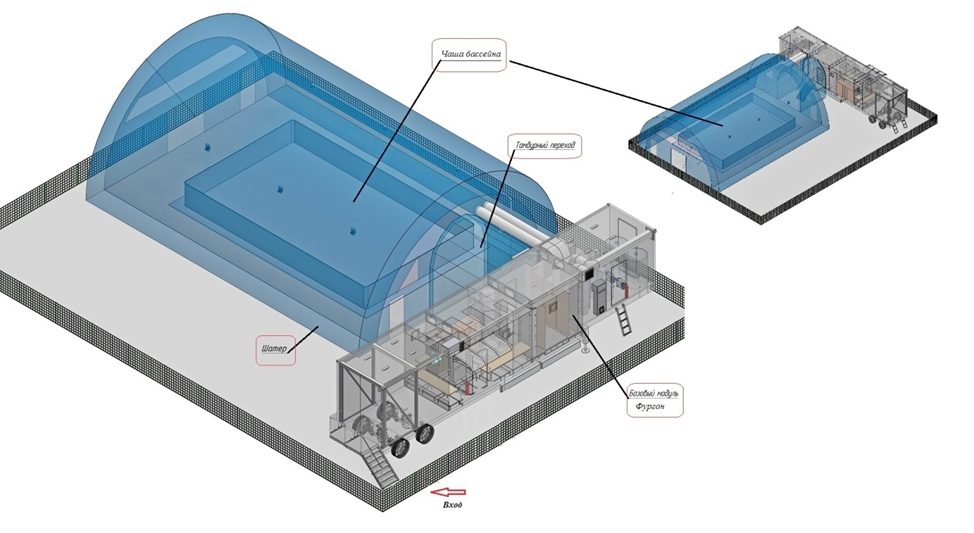 Чаша бассейна
Тамбурный переход
Шатер
Базовый модуль
Фургон
Вход